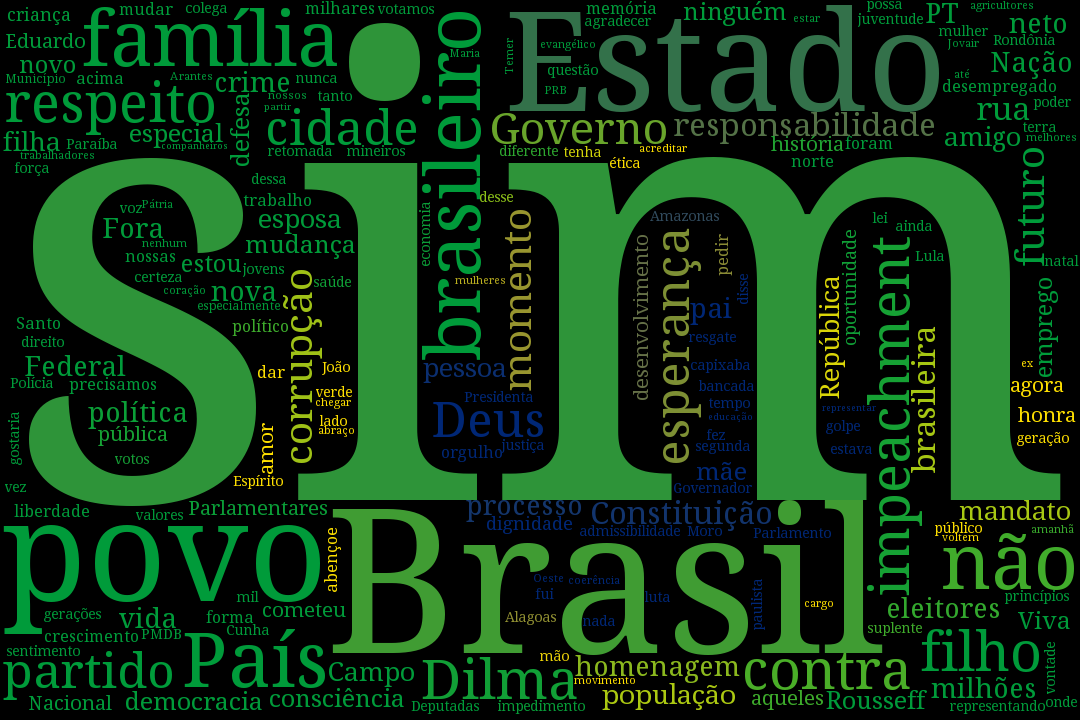 criança
mudar
colega
milhares
votamos
memória
agradecer
ninguém
estar
possa
juventude
PT
agricultores
Eduardo
família
Maria
Temer
evangélico
Estado
mulher
Jovair
neto
Rondônia
novo
Município
acima
Arantes
crime
nunca
questão
PRB
Nação
até
desempregado
respeito
nossos
partir
tanto
rua
poder
filha
Paraíba
especial
companheiros
defesa
cidade
brasileiro
Governo
responsabilidade
história
foram
amigo
terra
melhores
trabalhadores
força
retomada
mineiros
diferente
tenha
acreditar
ética
norte
futuro
dessa
trabalho
desse
sim
voz
Pátria
Fora
nenhum
esposa
economia
momento
Amazonas
lei
ainda
nossas
estou
mudança
jovens
desenvolvimento
esperança
pedir
oportunidade
Lula
natal
certeza
coração
nova
especialmente
saúde
mulheres
disse
República
impeachment
emprego
Santo
direito
político
corrupção
pai
resgate
brasileira
Federal
Polícia
precisamos
dar
João
verde
chegar
pessoa
Presidenta
capixaba
bancada
tempo
educação
representar
ex
agora
gostaria
política
pública
votos
amor
lado
abraço
Deus
orgulho
justiça
fez
segunda
golpe
estava
honra
geração
vez
Espírito
mãe
Governador
liberdade
valores
Parlamentares
processo
dignidade
Constituição
admissibilidade
Moro
Parlamento
mandato
público
voltem
amanhã
povo
abençoe
Brasil
não
Oeste
coerência
fui
luta
paulista
cargo
princípios
gerações
vida
mil
forma
cometeu
Alagoas
nada
eleitores
suplente
Viva
crescimento
PMDB
Cunha
sentimento
partido
País
Campo
Dilma
mão
homenagem
movimento
contra
filho
milhões
vontade
Nacional
democracia
consciência
Deputadas
impedimento
população
aqueles
Rousseff
representando
onde